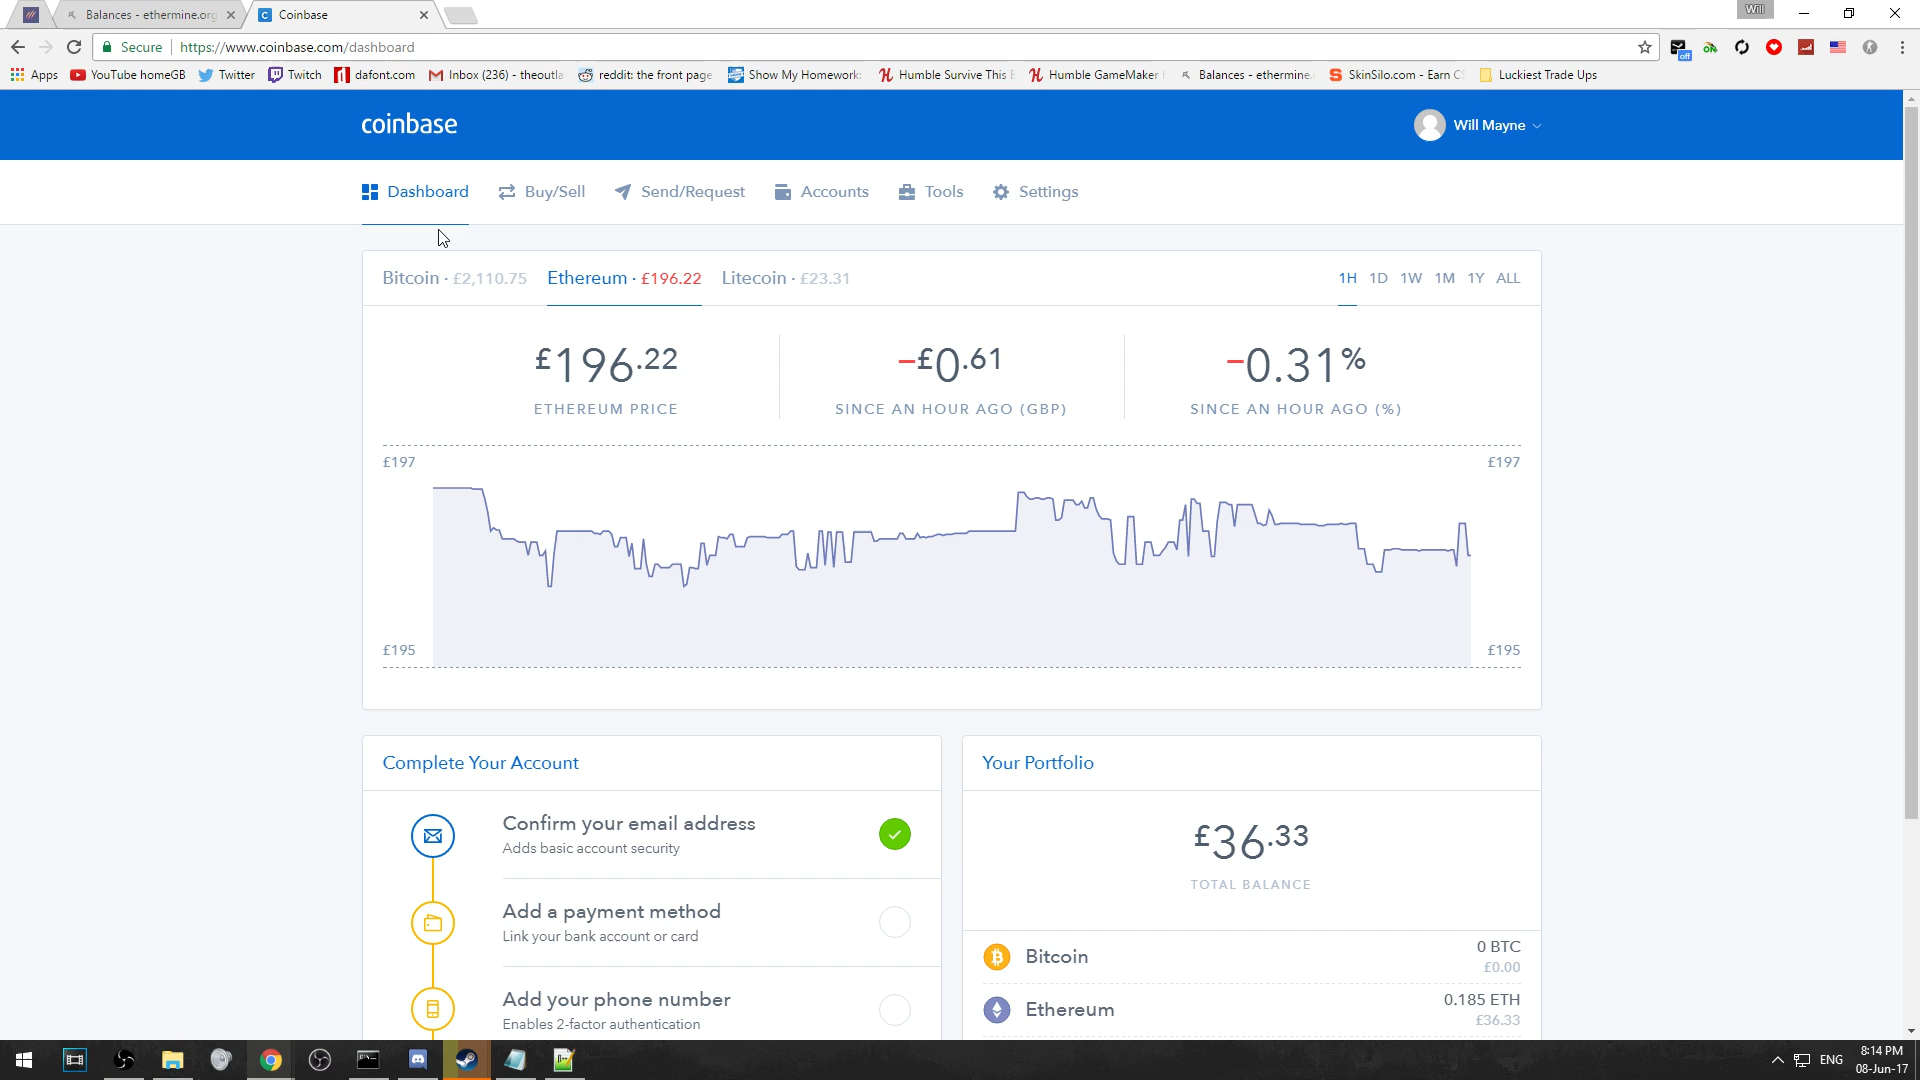 Balances - ethermine.org
Coinbase
Will
Secure
https://www.coinbase.com/dashboard
off
Apps
YouTube homeGB
Twitter
Twitch
dafont.com
Inbox (236) - theoutla
reddit: the front page
Show My Homework:
Humble Survive This
Humble GameMaker
Balances - ethermine.
SkinSilo.com - Earn C
Luckiest Trade Ups
coinbase
Will Mayne
Dashboard
Buy/Sell
Send/Request
Accounts
Tools
Settings
Bitcoin · £2,110.75
Ethereum · £196.22
Litecoin · £23.31
1H 1D 1W 1M 1Y ALL
£196.22
−£0.61
−0.31%
ETHEREUM PRICE
SINCE AN HOUR AGO (GBP)
SINCE AN HOUR AGO (%)
£197
£197
£195
£195
Complete Your Account
Confirm your email address
Adds basic account security
Add a payment method
Link your bank account or card
Add your phone number
Enables 2-factor authentication
Your Portfolio
£36.33
TOTAL BALANCE
Bitcoin
0 BTC
£0.00
Ethereum
0.185 ETH
£36.33
ENG
8:14 PM
08-Jun-17